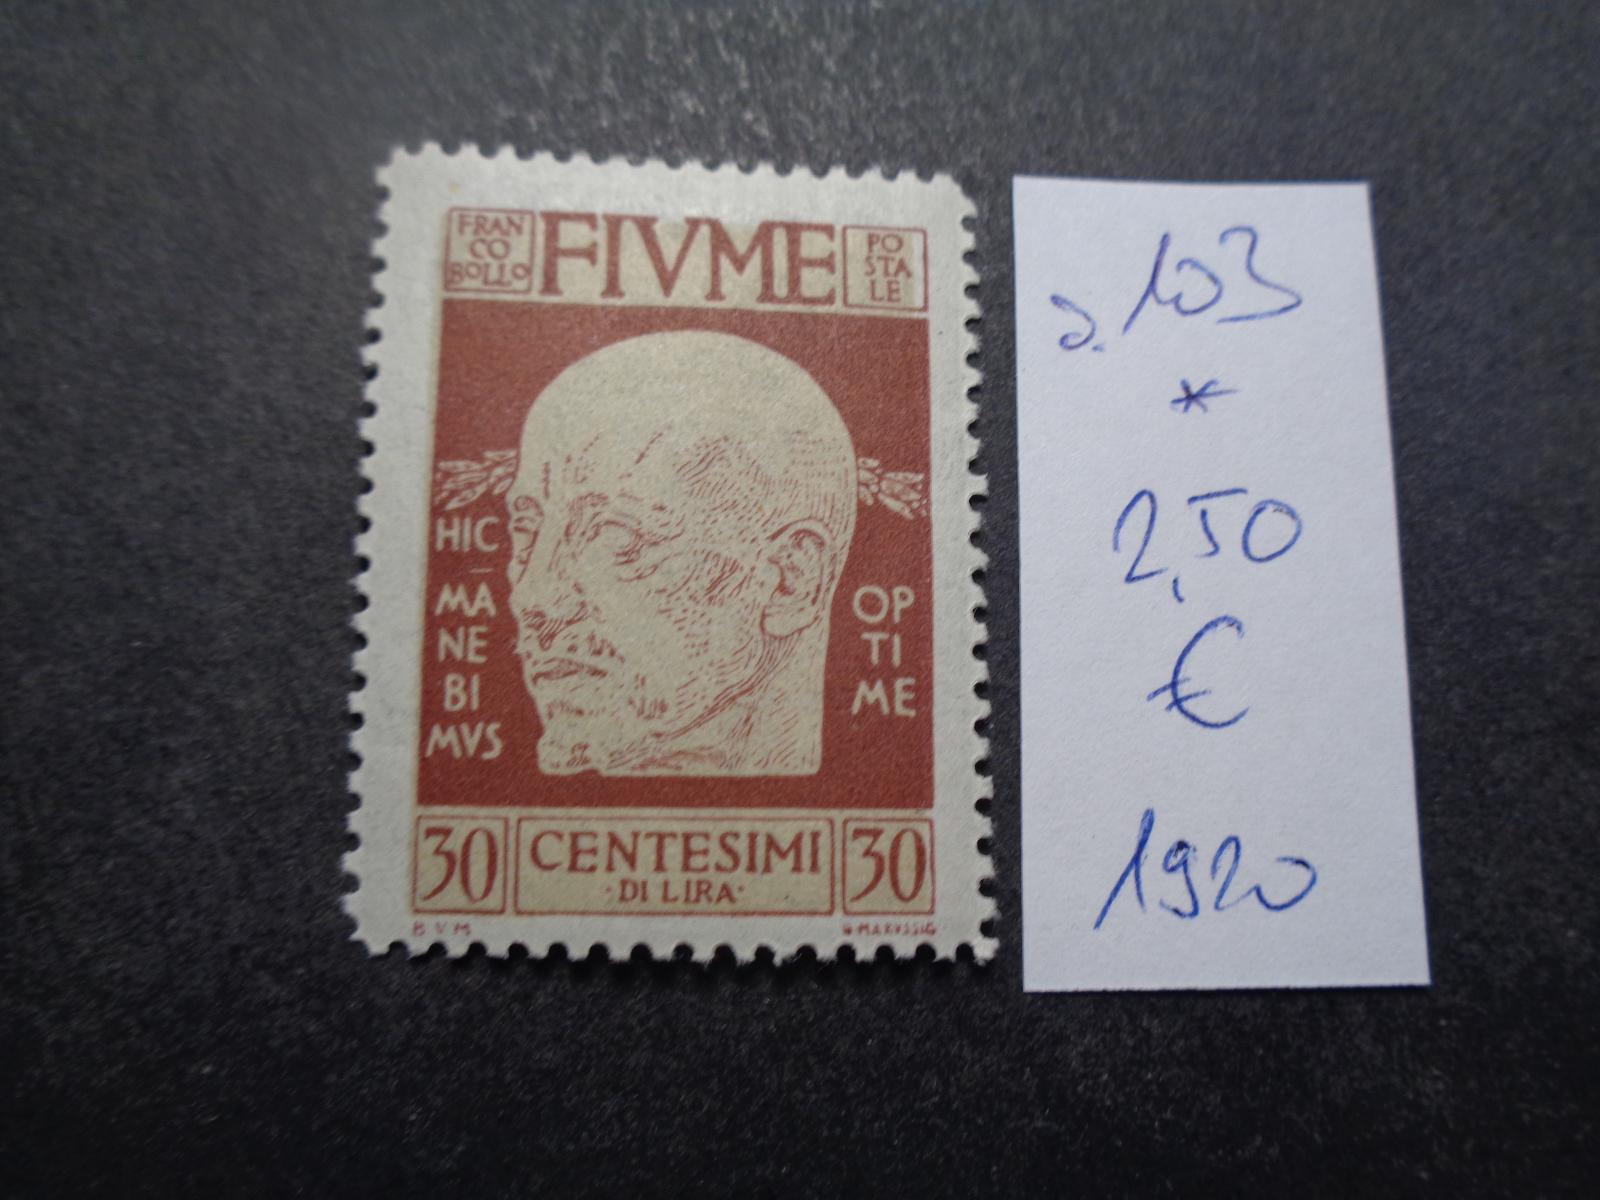 FRAN
CO
BOLLO
FIVME
PO
STA
LE
HIC
MA
NE
BI
MVS
OP
TI
ME
30
CENTESIMI
·DI LIRA·
30
B V M
G·MARVSSIG
103
*
2,50
€
1920